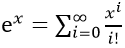 eˣ = ∑_{i=0}^{∞} xⁱ/i!